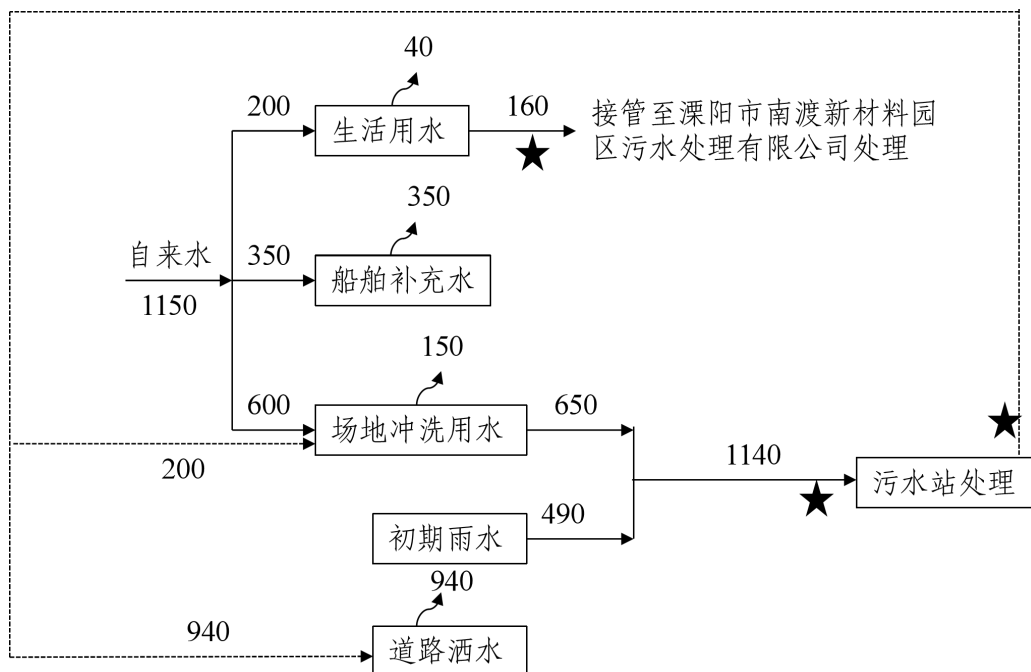 40
200
生活用水
160
接管至溧阳市南渡新材料园
区污水处理有限公司处理
350
自来水
350
船舶补充水
1150
150
600
场地冲洗用水
650
200
1140
污水站处理
初期雨水
490
940
940
道路洒水